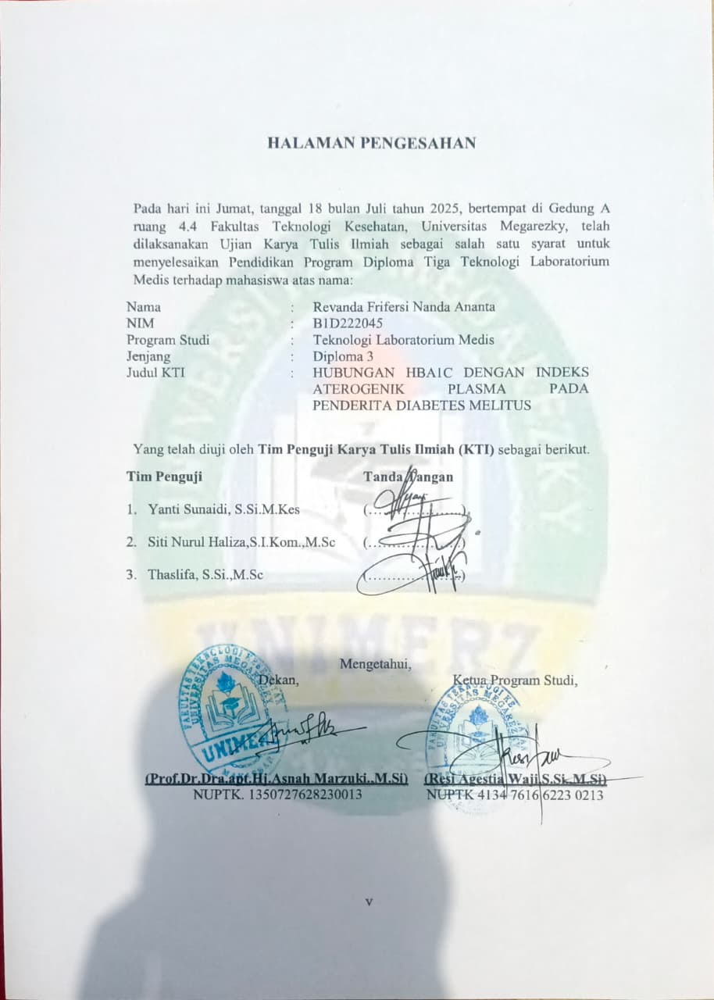 HALAMAN PENGESAHAN
Pada hari ini Jumat, tanggal 18 bulan Juli tahun 2025, bertempat di Gedung A
ruang 4.4 Fakultas Teknologi Kesehatan, Universitas Megarezky, telah
dilaksanakan Ujian Karya Tulis Ilmiah sebagai salah satu syarat untuk
menyelesaikan Pendidikan Program Diploma Tiga Teknologi Laboratorium
Medis terhadap mahasiswa atas nama:
Nama : Revanda Frifersi Nanda Ananta
NIM : B1D222045
Program Studi : Teknologi Laboratorium Medis
Jenjang : Diploma 3
Judul KTI : HUBUNGAN HBA1C DENGAN INDEKS
ATEROGENIK PLASMA PADA
PENDERITA DIABETES MELITUS
Yang telah diuji oleh Tim Penguji Karya Tulis Ilmiah (KTI) sebagai berikut.
Tim Penguji Tanda Tangan
1. Yanti Sunaidi, S.Si.M.Kes (....................)
2. Siti Nurul Haliza,S.I.Kom.,M.Sc (....................)
3. Thaslifa, S.Si.,M.Sc (....................)
UNIMERZ
Mengetahui,
Dekan, Ketua Program Studi,
UNIVERSITAS MEGAREZKY
(Prof.Dr.Dra.apt.Hj.Asnah Marzuki.,M.Si) (Resi Agestia Waji,S.Si.,M.Si)
NUPTK. 1350727628230013 NUPTK 4134 7616 6223 0213
v